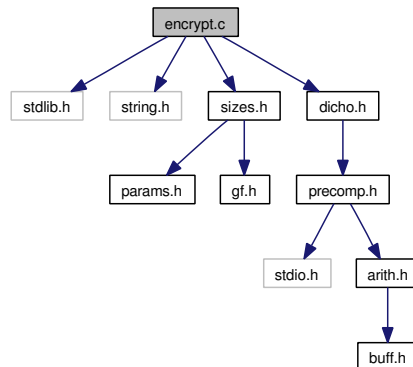 encrypt.c
stdlib.h
string.h
sizes.h
dicho.h
params.h
gf.h
precomp.h
stdio.h
arith.h
buff.h